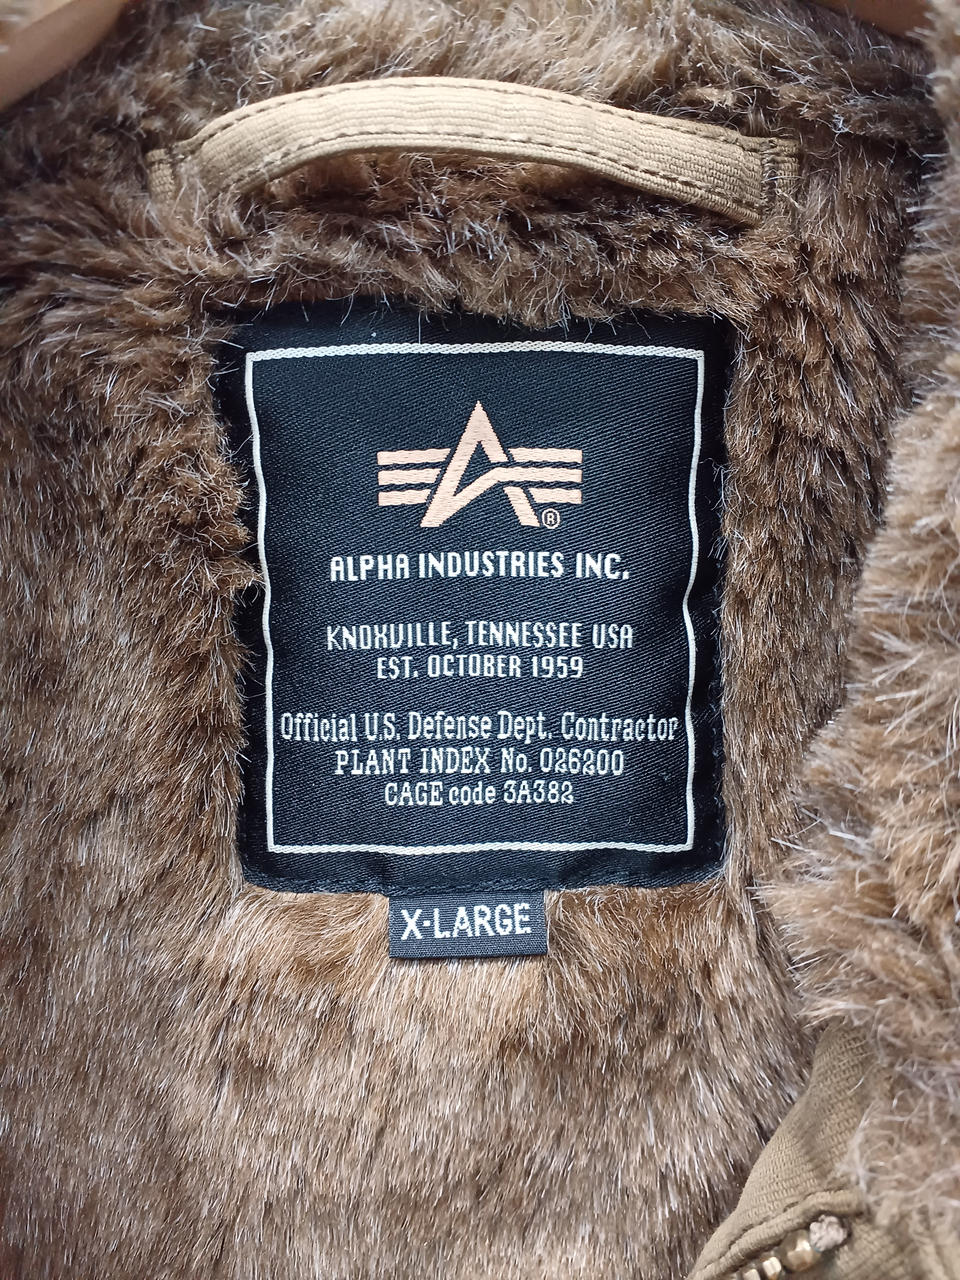 ®
ALPHA INDUSTRIES INC.
KNOXVILLE, TENNESSEE USA
EST. OCTOBER 1959
Official U.S. Defense Dept. Contractor
PLANT INDEX No. 026200
CAGE code 3A382
X-LARGE